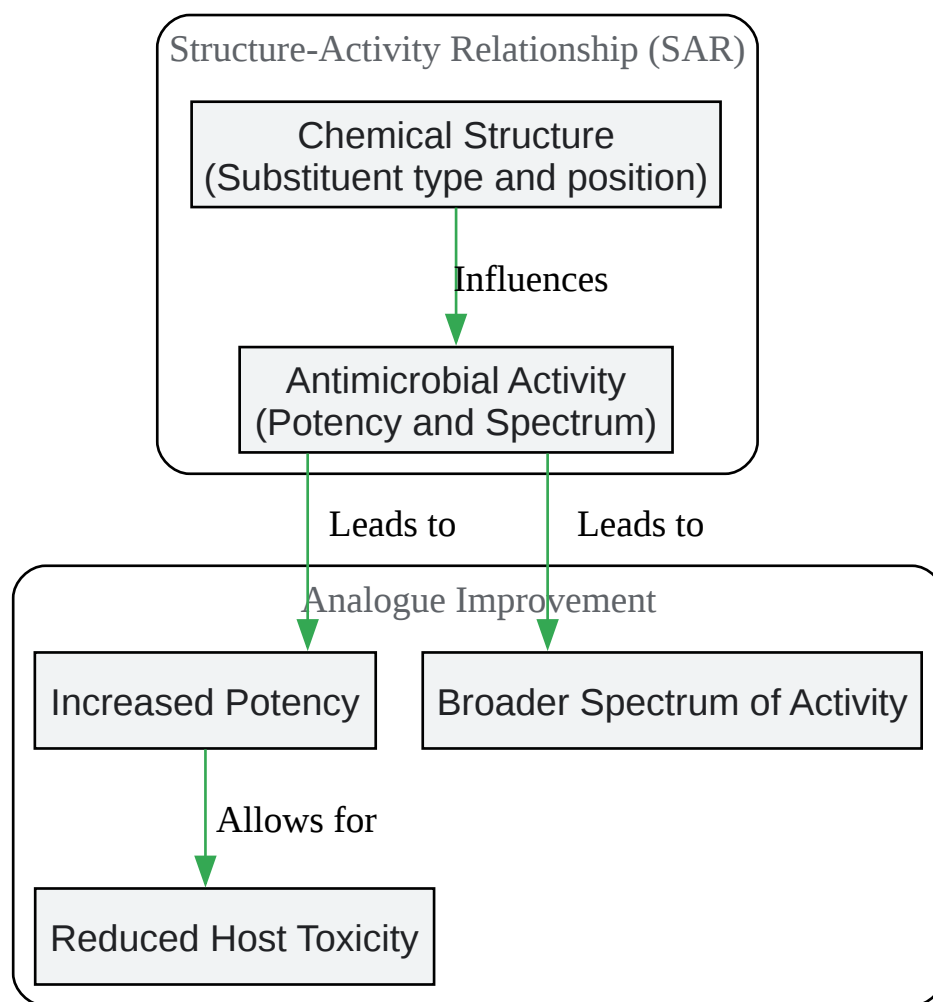 Structure-Activity Relationship (SAR)
Chemical Structure
(Substituent type and position)
Influences
Antimicrobial Activity
(Potency and Spectrum)
Leads to
Leads to
Analogue Improvement
Increased Potency
Broader Spectrum of Activity
Allows for
Reduced Host Toxicity